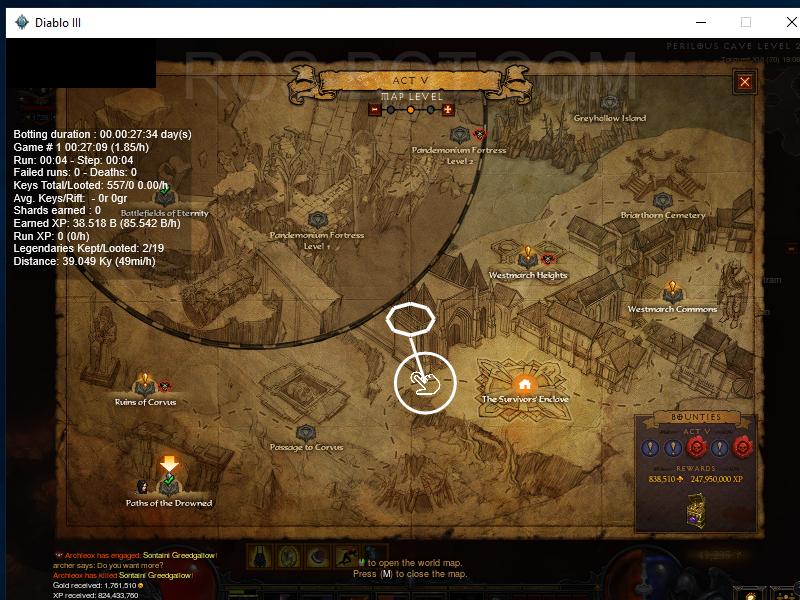 Diablo III
ROS-BOT.COM
PERILOUS CAVE LEVEL 2
ACT V
MAP LEVEL
Greyhollow Island
Pandemonium Fortress
Level 2
Botting duration : 00.00:27:34 day(s)
Game # 1 00:27:09 (1.85/h)
Run: 00:04 - Step: 00:04
Failed runs: 0 - Deaths: 0
Keys Total/Looted: 557/0 0.00/h
Avg. Keys/Rift: - 0r 0gr
Shards earned : 0
Earned XP: 38.518 B (85.542 B/h)
Run XP: 0 (0/h)
Legendaries Kept/Looted: 2/19
Distance: 39.049 Ky (49mi/h)
Battlefields of Eternity
Pandemonium Fortress
Level 1
Briarthorn Cemetery
Westmarch Heights
Westmarch Commons
Ruins of Corvus
The Survivors' Enclave
Passage to Corvus
Paths of the Drowned
BOUNTIES
ACT V
REWARDS
838,510 247,950,000 XP
Archleox has engaged: Sontaini Greedgallow!
archer says: Do you want more?
Archleox has killed Sontaini Greedgallow!
Gold received: 1,761,510
XP received: 824,433,760
M to open the world map.
Press (M) to close the map.